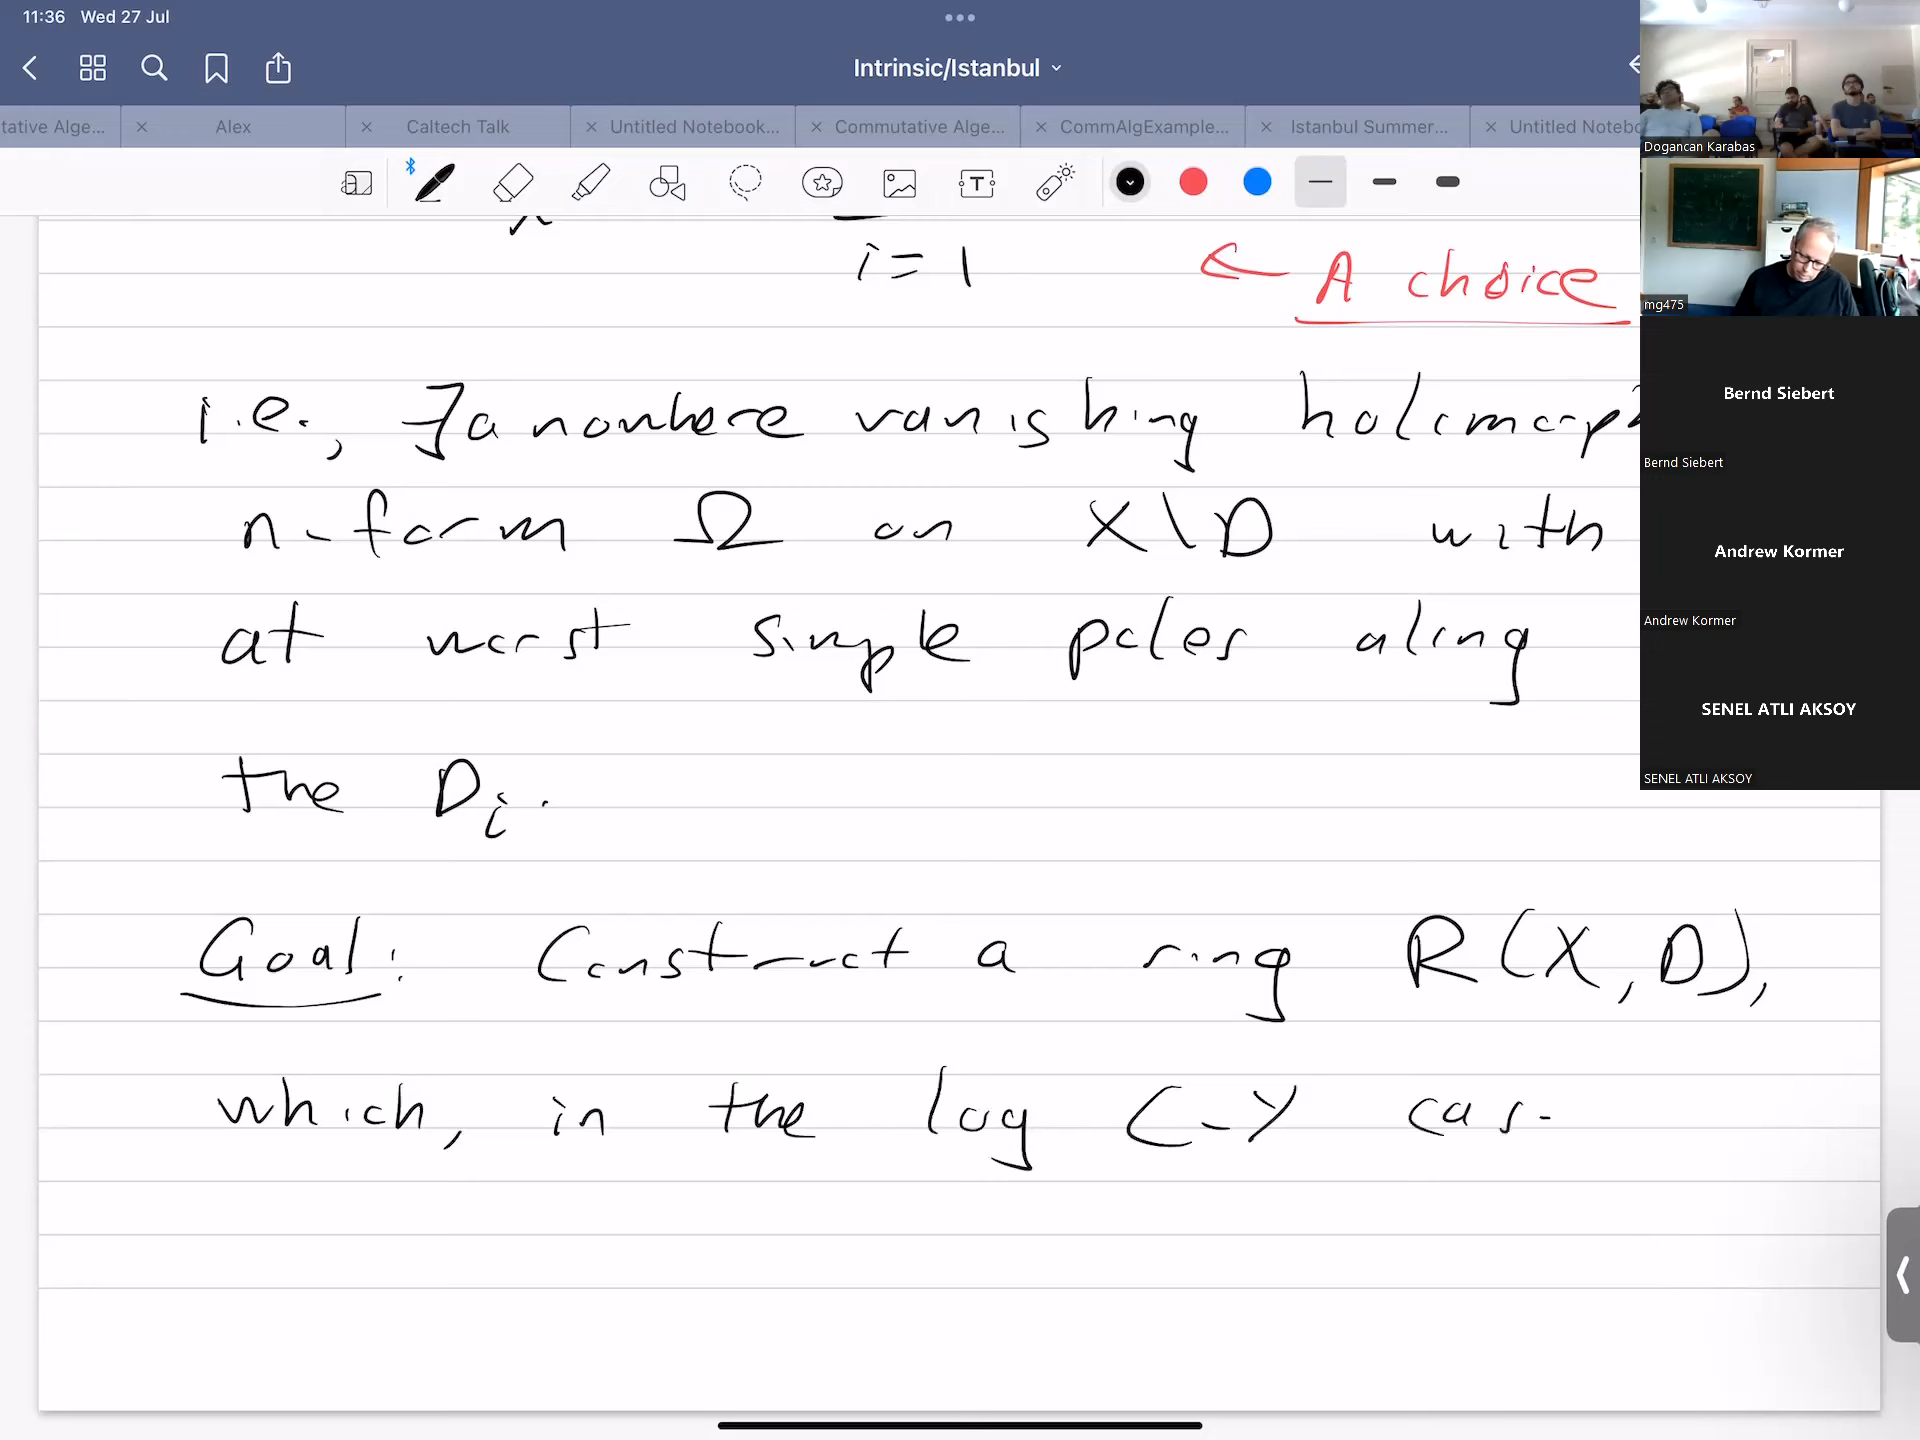 11:36 Wed 27 Jul
Intrinsic/Istanbul
tative Alge...
Alex
Caltech Talk
Untitled Notebook...
Commutative Alge...
CommAlgExample...
Istanbul Summer...
Untitled Notebo
i = 1
← A choice
i.e., ∃ a nowhere vanishing holomorp
n-form Ω on X \ D with
at worst simple poles along
the Di.
Goal: Construct a ring R(X, D),
which, in the log C-Y cas
Dogancan Karabas
mg475
Bernd Siebert
Bernd Siebert
Andrew Kormer
Andrew Kormer
SENEL ATLI AKSOY
SENEL ATLI AKSOY